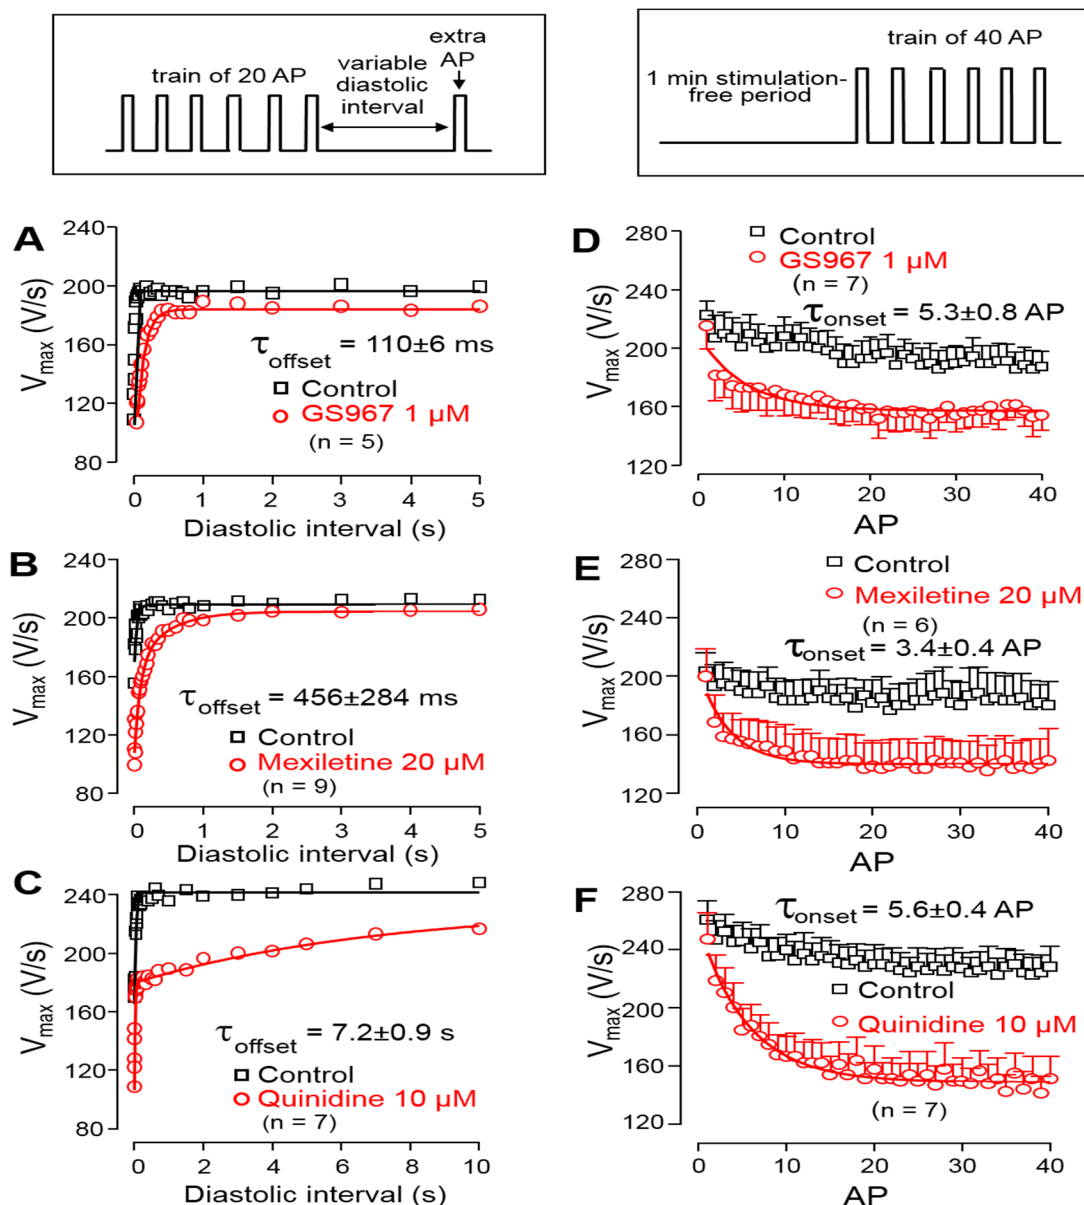 train of 20 AP
variable
diastolic
interval
extra
AP
1 min stimulation-
free period
train of 40 AP
A
240
200
160
120
80
Vmax (V/s)
τoffset = 110±6 ms
Control
GS967 1 µM
(n = 5)
0 1 2 3 4 5
Diastolic interval (s)
D
280
240
200
160
120
Vmax (V/s)
Control
GS967 1 µM
(n = 7)
τonset = 5.3±0.8 AP
0 10 20 30 40
AP
B
240
200
160
120
80
Vmax (V/s)
τoffset = 456±284 ms
Control
Mexiletine 20 µM
(n = 9)
0 1 2 3 4 5
Diastolic interval (s)
E
280
240
200
160
120
Vmax (V/s)
Control
Mexiletine 20 µM
(n = 6)
τonset = 3.4±0.4 AP
0 10 20 30 40
AP
C
240
200
160
120
80
Vmax (V/s)
τoffset = 7.2±0.9 s
Control
Quinidine 10 µM
(n = 7)
0 2 4 6 8 10
Diastolic interval (s)
F
280
240
200
160
120
Vmax (V/s)
τonset = 5.6±0.4 AP
Control
Quinidine 10 µM
(n = 7)
0 10 20 30 40
AP